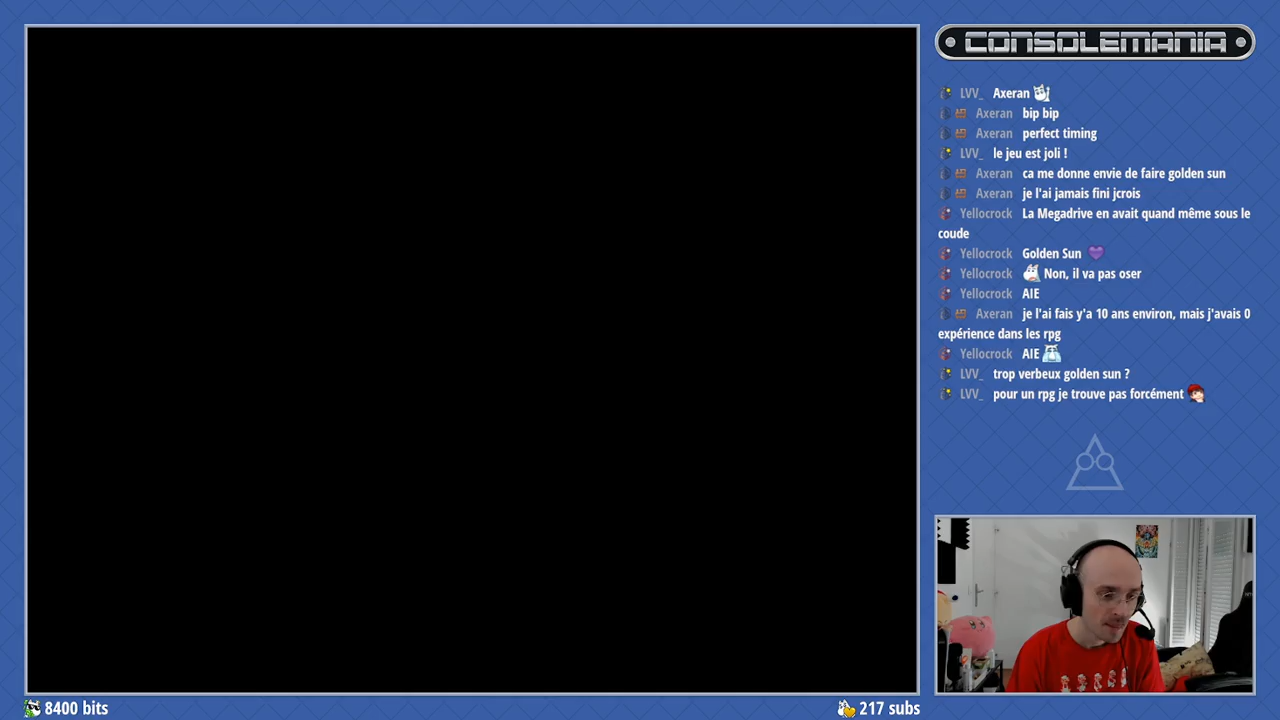 CONSOLEMANIA
LVV_ Axeran
Axeran bip bip
Axeran perfect timing
LVV_ le jeu est joli !
Axeran ca me donne envie de faire golden sun
Axeran je l'ai jamais fini jcrois
Yellocrock La Megadrive en avait quand même sous le
coude
Yellocrock Golden Sun
Yellocrock Non, il va pas oser
Yellocrock AIE
Axeran je l'ai fais y'a 10 ans environ, mais j'avais 0
expérience dans les rpg
Yellocrock AIE
LVV_ trop verbeux golden sun ?
LVV_ pour un rpg je trouve pas forcément
8400 bits
217 subs